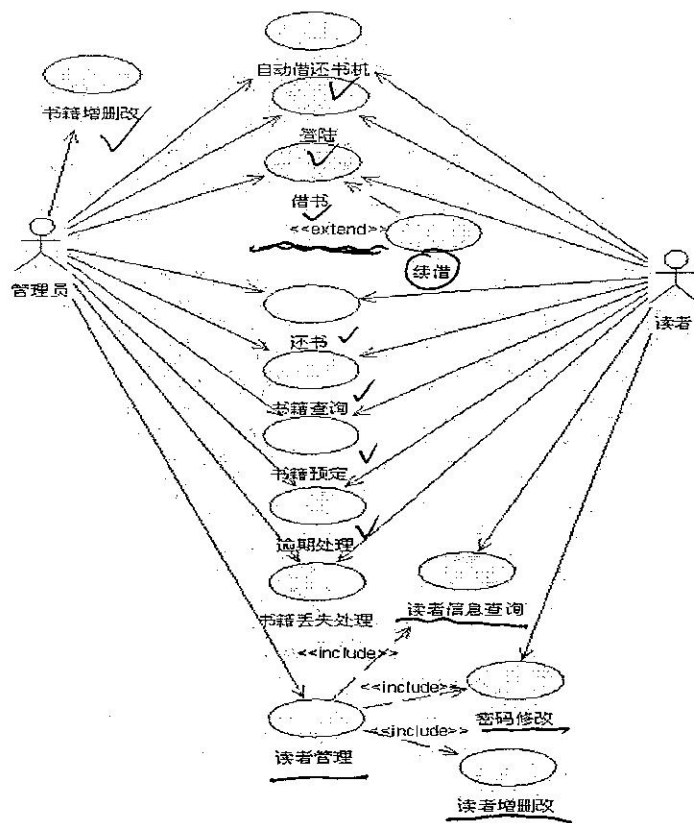 自动借还书机
书籍增删改
登陆
借书
<<extend>>
续借
管理员
读者
还书
书籍查询
书籍预定
逾期处理
书籍丢失处理
读者信息查询
<<include>>
<<include>>
密码修改
<<include>>
读者管理
读者增删改